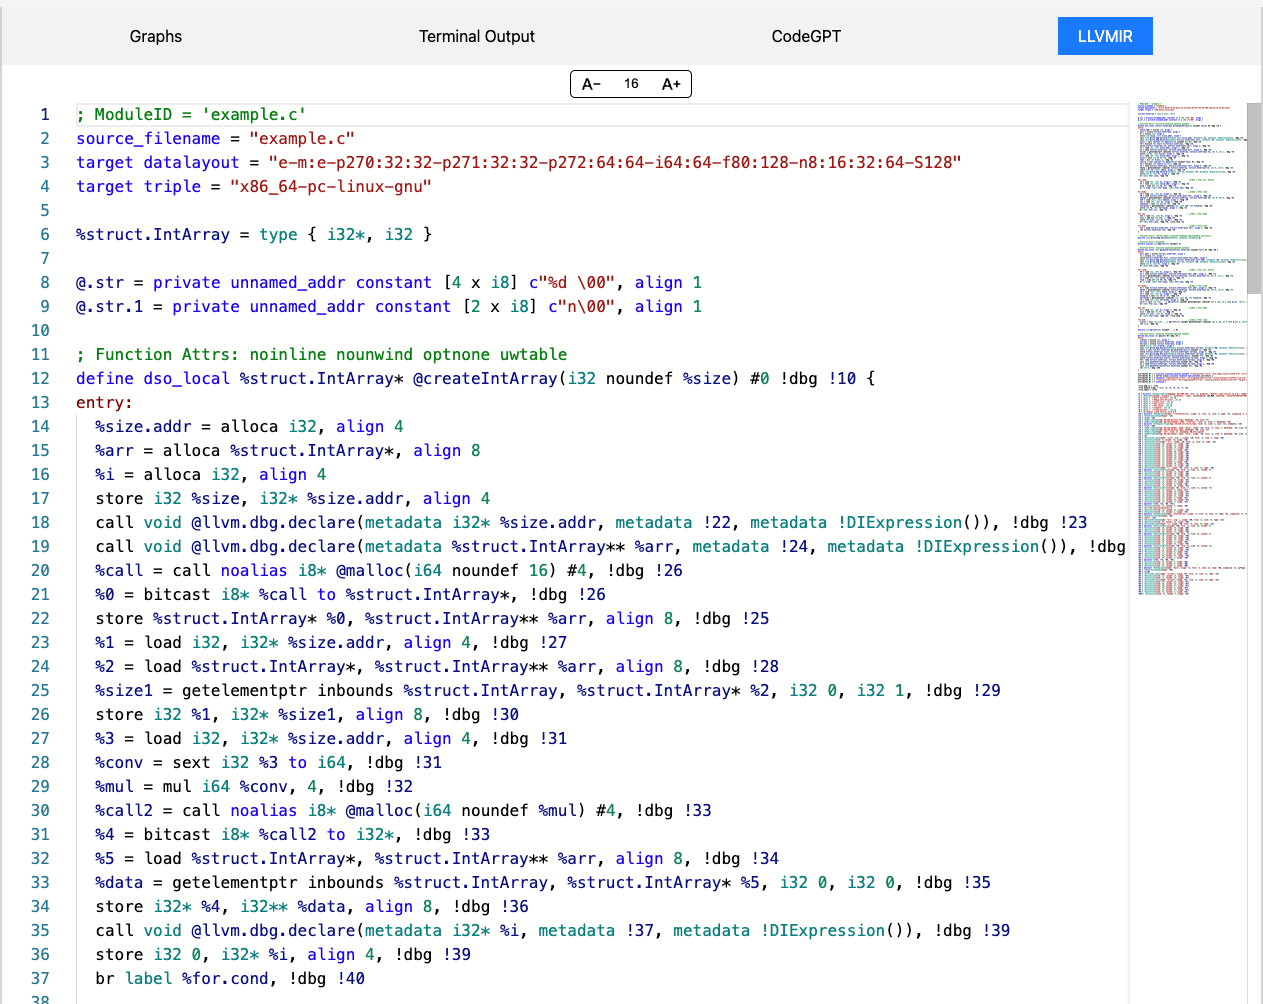 Graphs Terminal Output CodeGPT LLVMIR
A- 16 A+
1 ; ModuleID = 'example.c'
2 source_filename = "example.c"
3 target datalayout = "e-m:e-p270:32:32-p271:32:32-p272:64:64-i64:64-f80:128-n8:16:32:64-S128"
4 target triple = "x86_64-pc-linux-gnu"
5
6 %struct.IntArray = type { i32*, i32 }
7
8 @.str = private unnamed_addr constant [4 x i8] c"%d \00", align 1
9 @.str.1 = private unnamed_addr constant [2 x i8] c"n\00", align 1
10
11 ; Function Attrs: noinline nounwind optnone uwtable
12 define dso_local %struct.IntArray* @createIntArray(i32 noundef %size) #0 !dbg !10 {
13 entry:
14 %size.addr = alloca i32, align 4
15 %arr = alloca %struct.IntArray*, align 8
16 %i = alloca i32, align 4
17 store i32 %size, i32* %size.addr, align 4
18 call void @llvm.dbg.declare(metadata i32* %size.addr, metadata !22, metadata !DIExpression()), !dbg !23
19 call void @llvm.dbg.declare(metadata %struct.IntArray** %arr, metadata !24, metadata !DIExpression()), !dbg
20 %call = call noalias i8* @malloc(i64 noundef 16) #4, !dbg !26
21 %0 = bitcast i8* %call to %struct.IntArray*, !dbg !26
22 store %struct.IntArray* %0, %struct.IntArray** %arr, align 8, !dbg !25
23 %1 = load i32, i32* %size.addr, align 4, !dbg !27
24 %2 = load %struct.IntArray*, %struct.IntArray** %arr, align 8, !dbg !28
25 %size1 = getelementptr inbounds %struct.IntArray, %struct.IntArray* %2, i32 0, i32 1, !dbg !29
26 store i32 %1, i32* %size1, align 8, !dbg !30
27 %3 = load i32, i32* %size.addr, align 4, !dbg !31
28 %conv = sext i32 %3 to i64, !dbg !31
29 %mul = mul i64 %conv, 4, !dbg !32
30 %call2 = call noalias i8* @malloc(i64 noundef %mul) #4, !dbg !33
31 %4 = bitcast i8* %call2 to i32*, !dbg !33
32 %5 = load %struct.IntArray*, %struct.IntArray** %arr, align 8, !dbg !34
33 %data = getelementptr inbounds %struct.IntArray, %struct.IntArray* %5, i32 0, i32 0, !dbg !35
34 store i32* %4, i32** %data, align 8, !dbg !36
35 call void @llvm.dbg.declare(metadata i32* %i, metadata !37, metadata !DIExpression()), !dbg !39
36 store i32 0, i32* %i, align 4, !dbg !39
37 br label %for.cond, !dbg !40
38